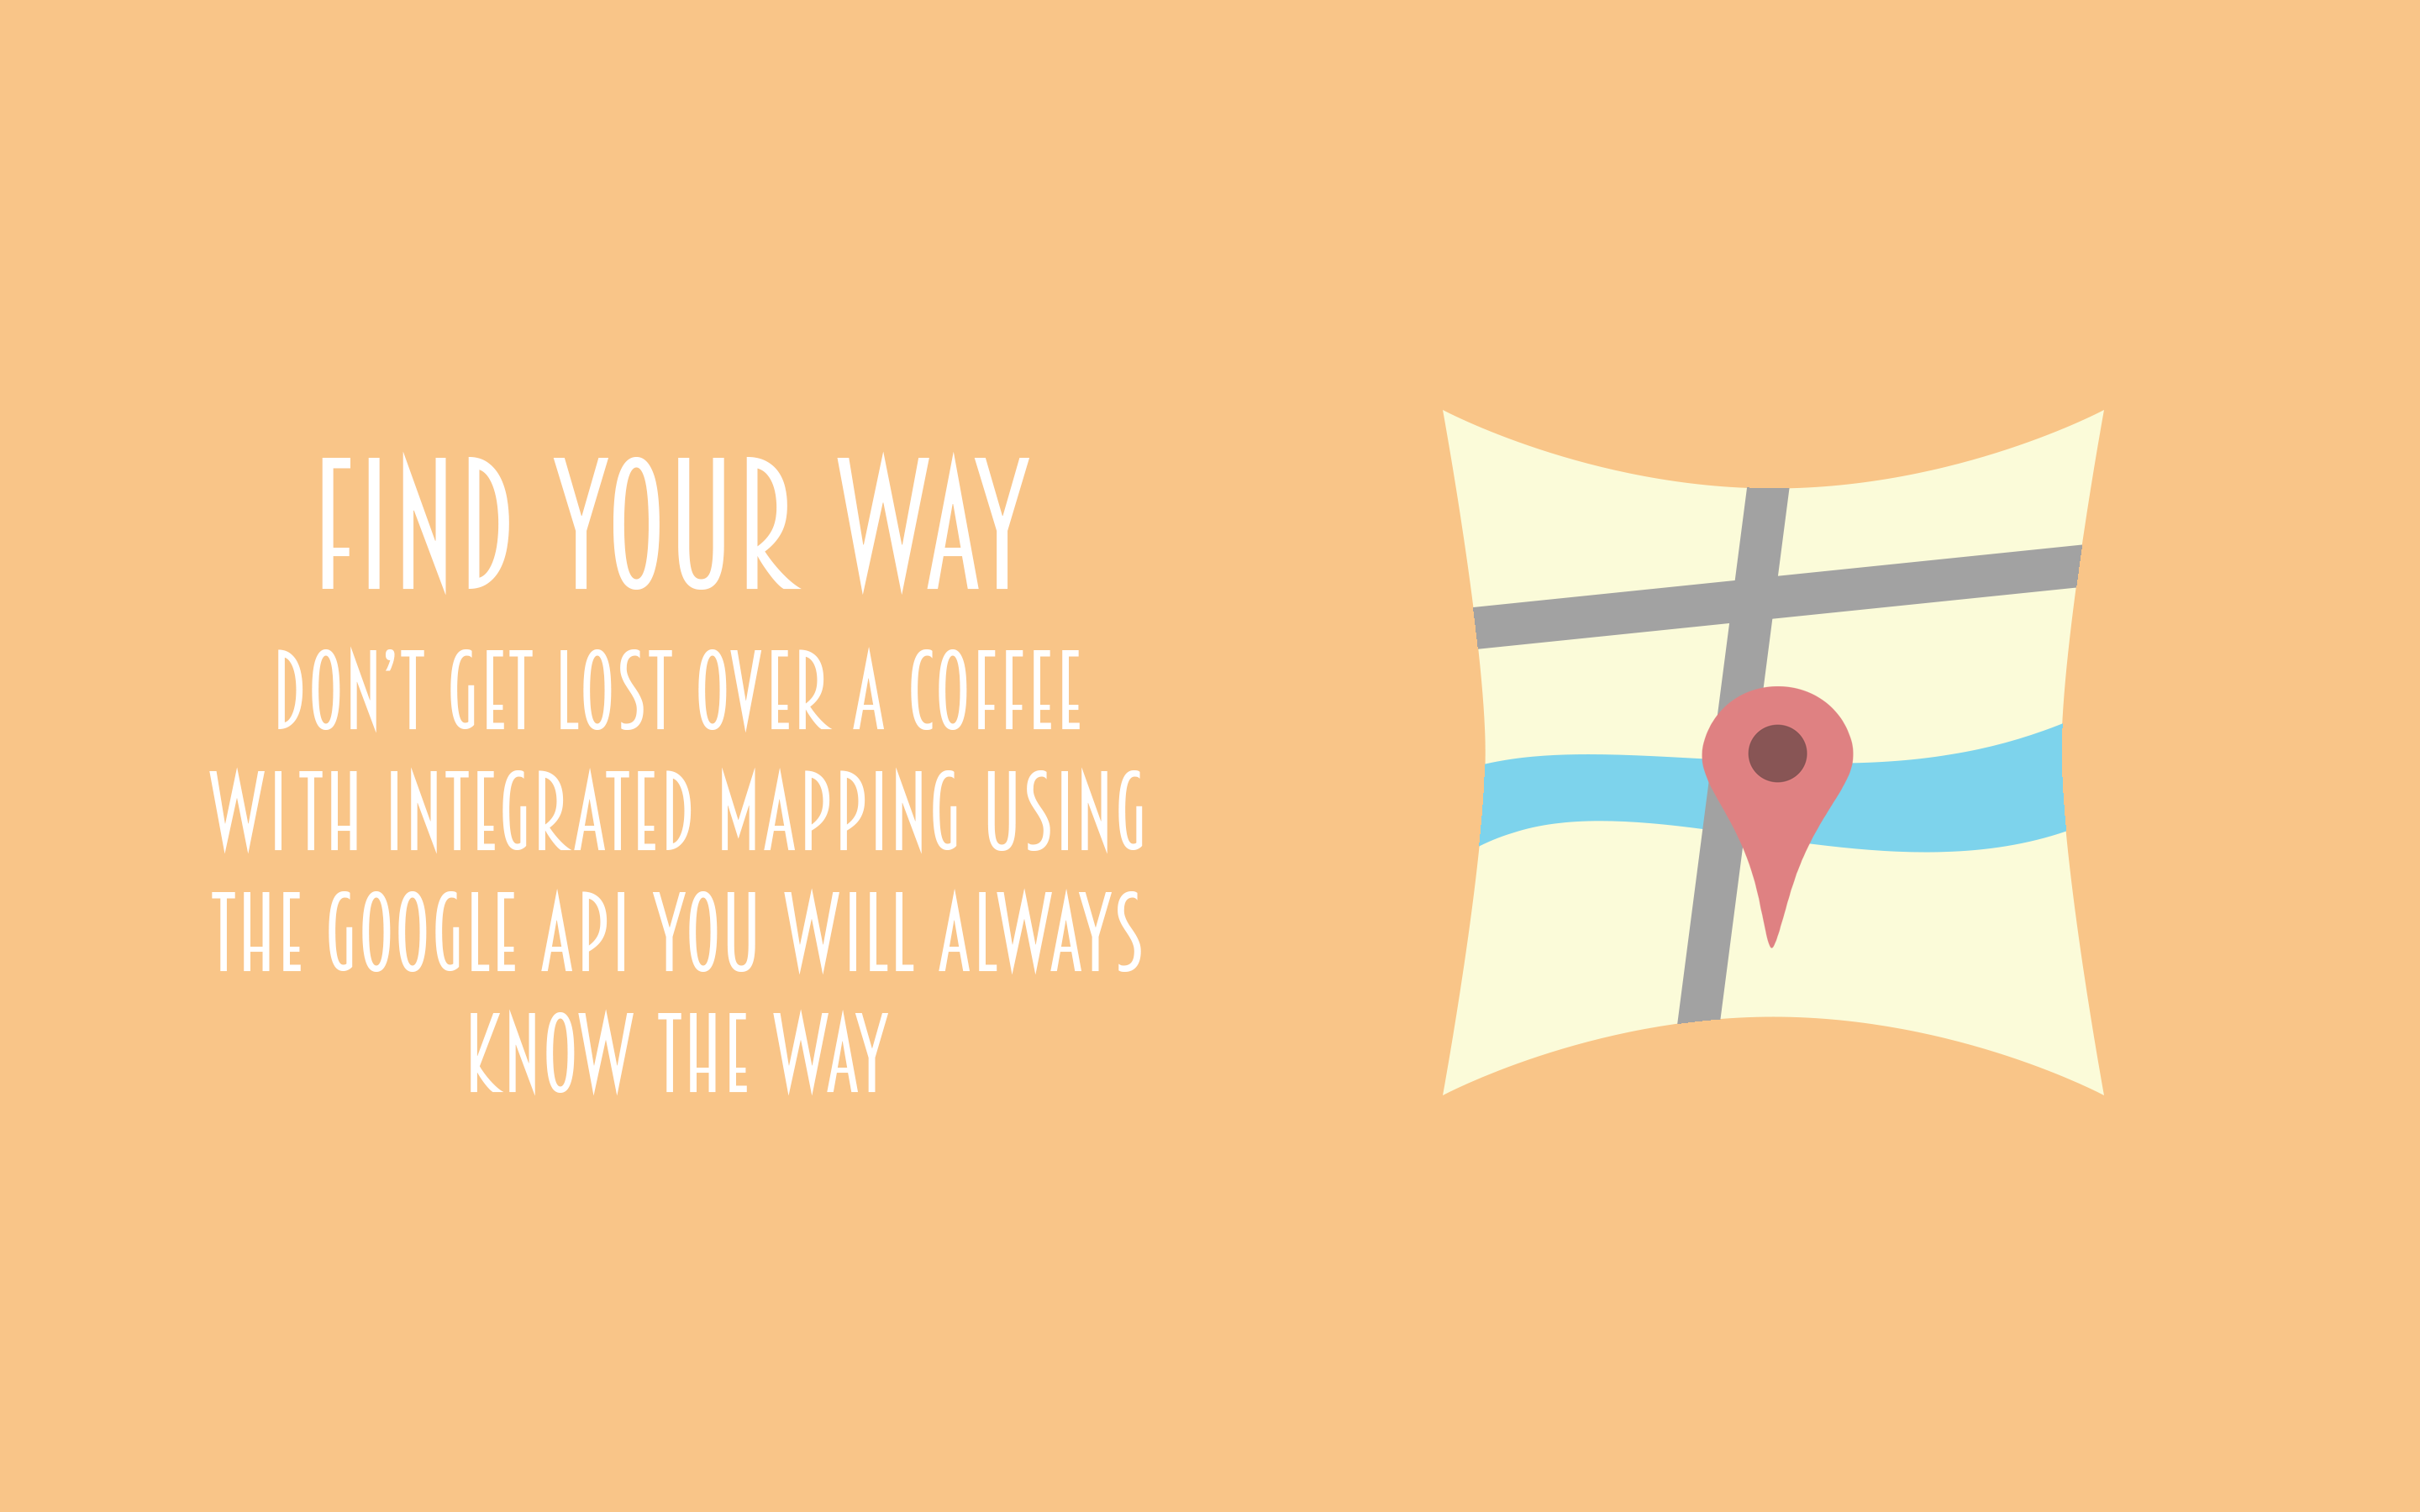 FIND YOUR WAY
DON'T GET LOST OVER A COFFEE
WITH INTEGRATED MAPPING USING
THE GOOGLE API YOU WILL ALWAYS
KNOW THE WAY